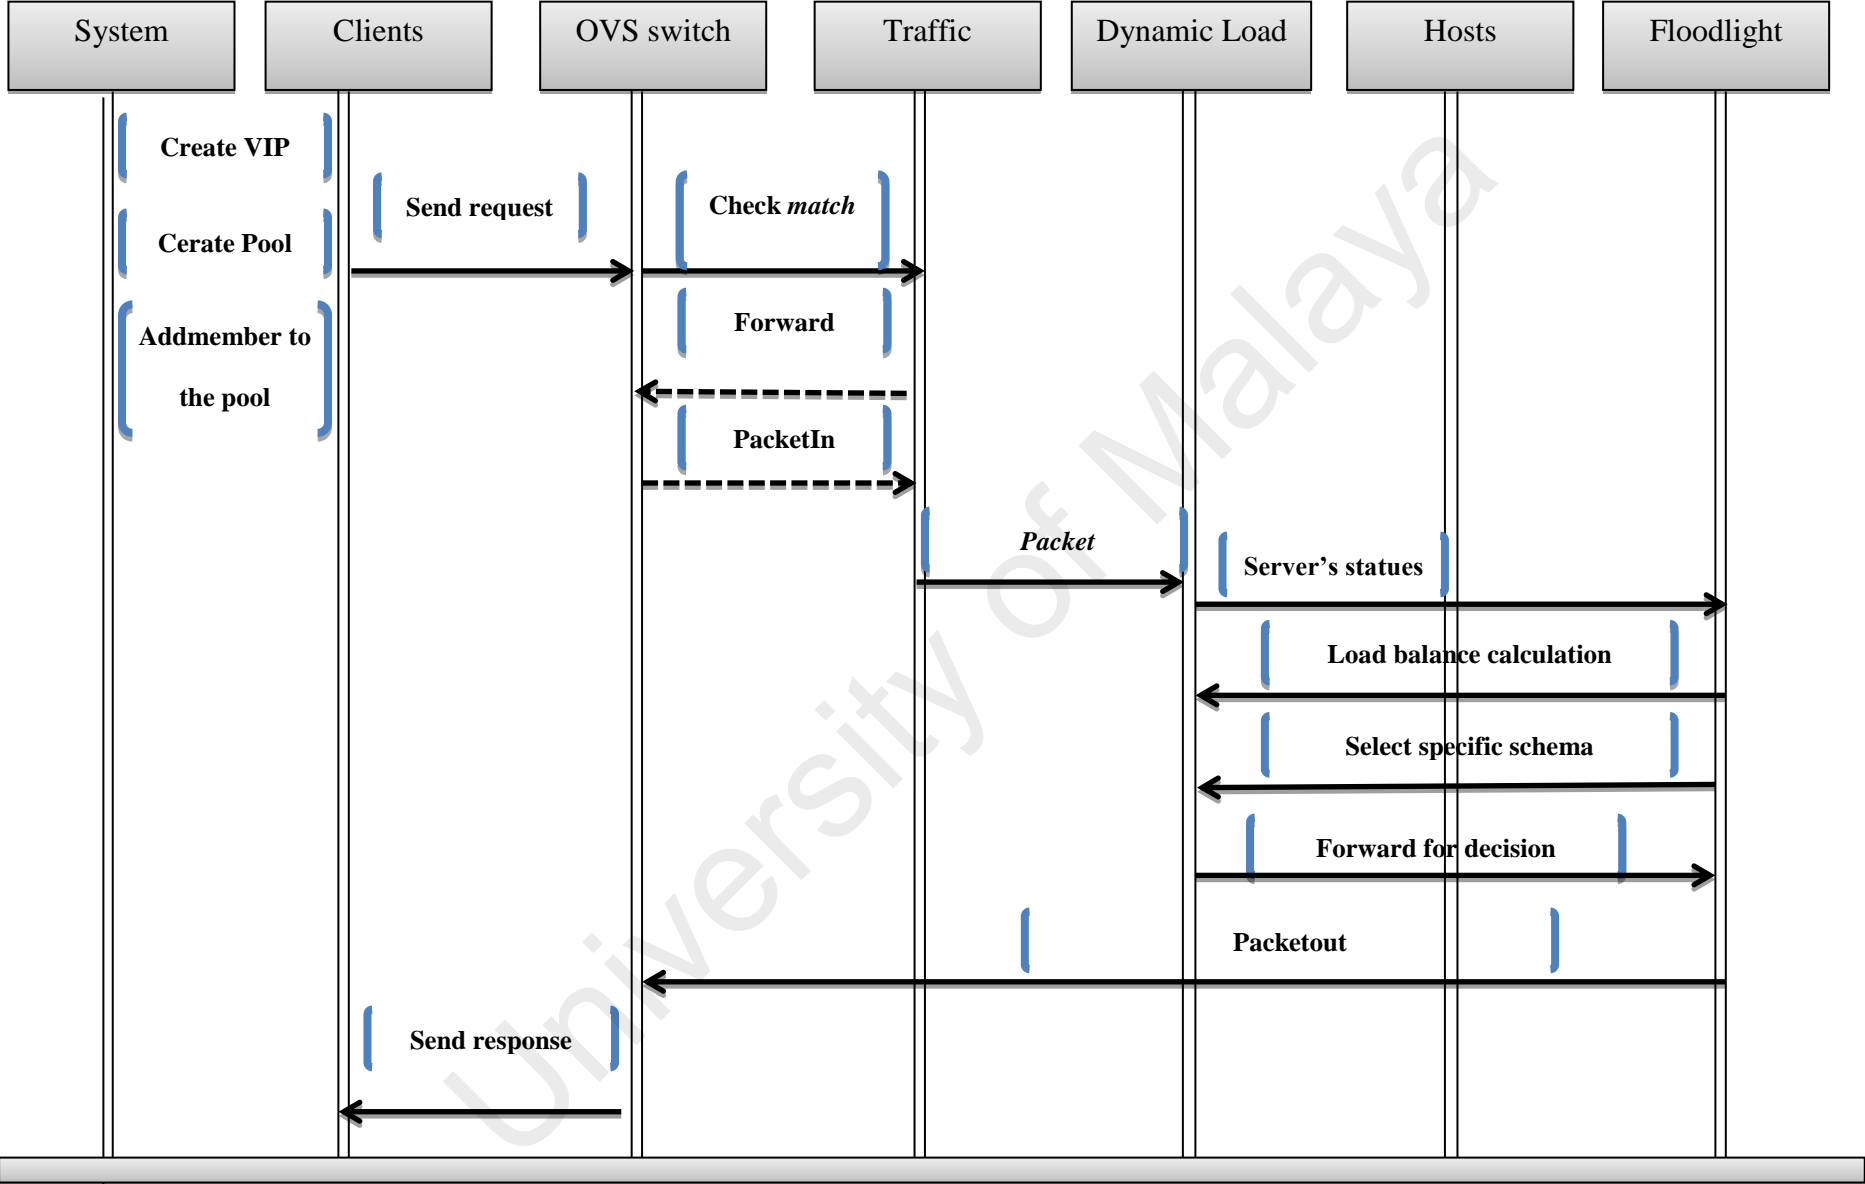 System
Clients
OVS switch
Traffic
Dynamic Load
Hosts
Floodlight
Create VIP
Send request
Check match
Cerate Pool
Forward
Addmember to
the pool
PacketIn
Packet
Server’s statues
Load balance calculation
Select specific schema
Forward for decision
Packetout
Send response
University of Malaya